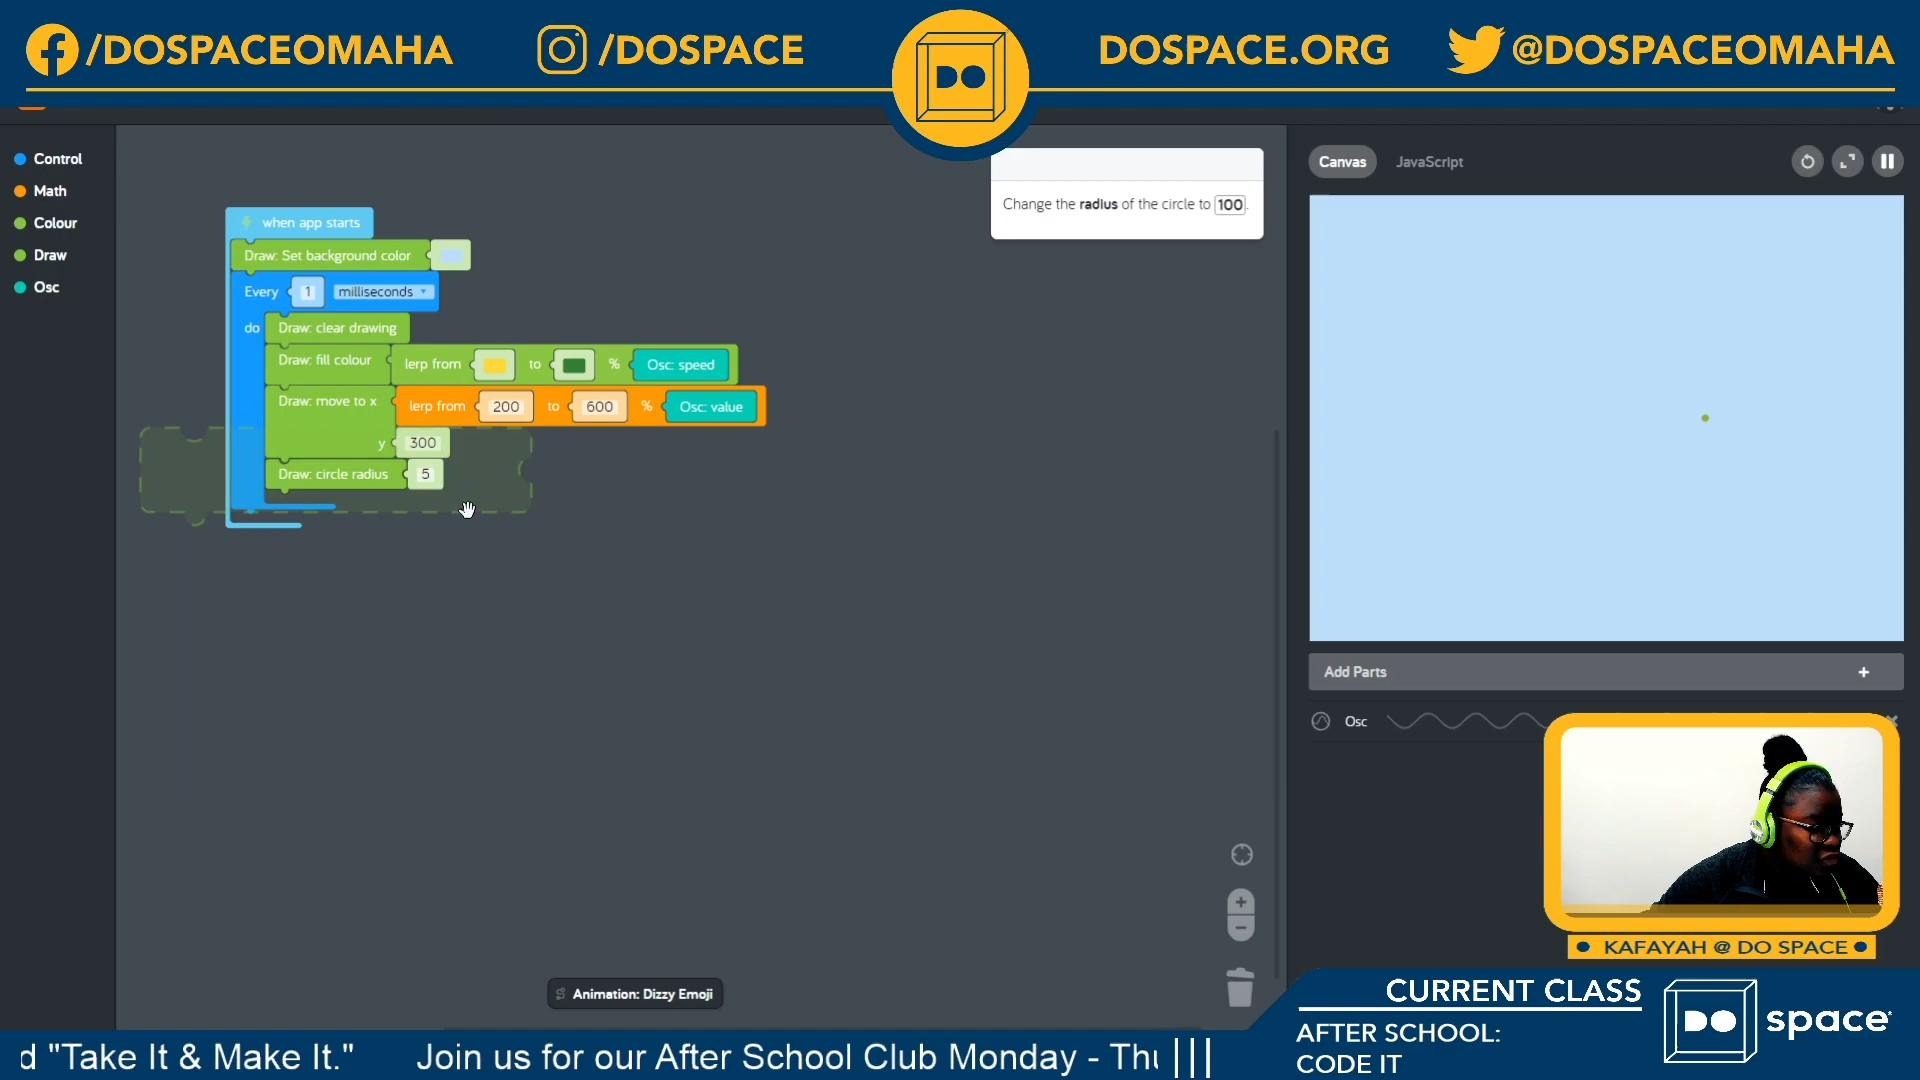 /DOSPACEOMAHA
/DOSPACE
DO
DOSPACE.ORG
@DOSPACEOMAHA
Control
Math
Colour
Draw
Osc
when app starts
Draw: Set background color
Every 1 milliseconds
do Draw: clear drawing
Draw: fill colour lerp from to % Osc: speed
Draw: move to x lerp from 200 to 600 % Osc: value
y 300
Draw: circle radius 5
Change the radius of the circle to 100.
Canvas JavaScript
Add Parts +
Osc
KAFAYAH @ DO SPACE
Animation: Dizzy Emoji
CURRENT CLASS
AFTER SCHOOL:
CODE IT
DO space
d "Take It & Make It." Join us for our After School Club Monday - Thu